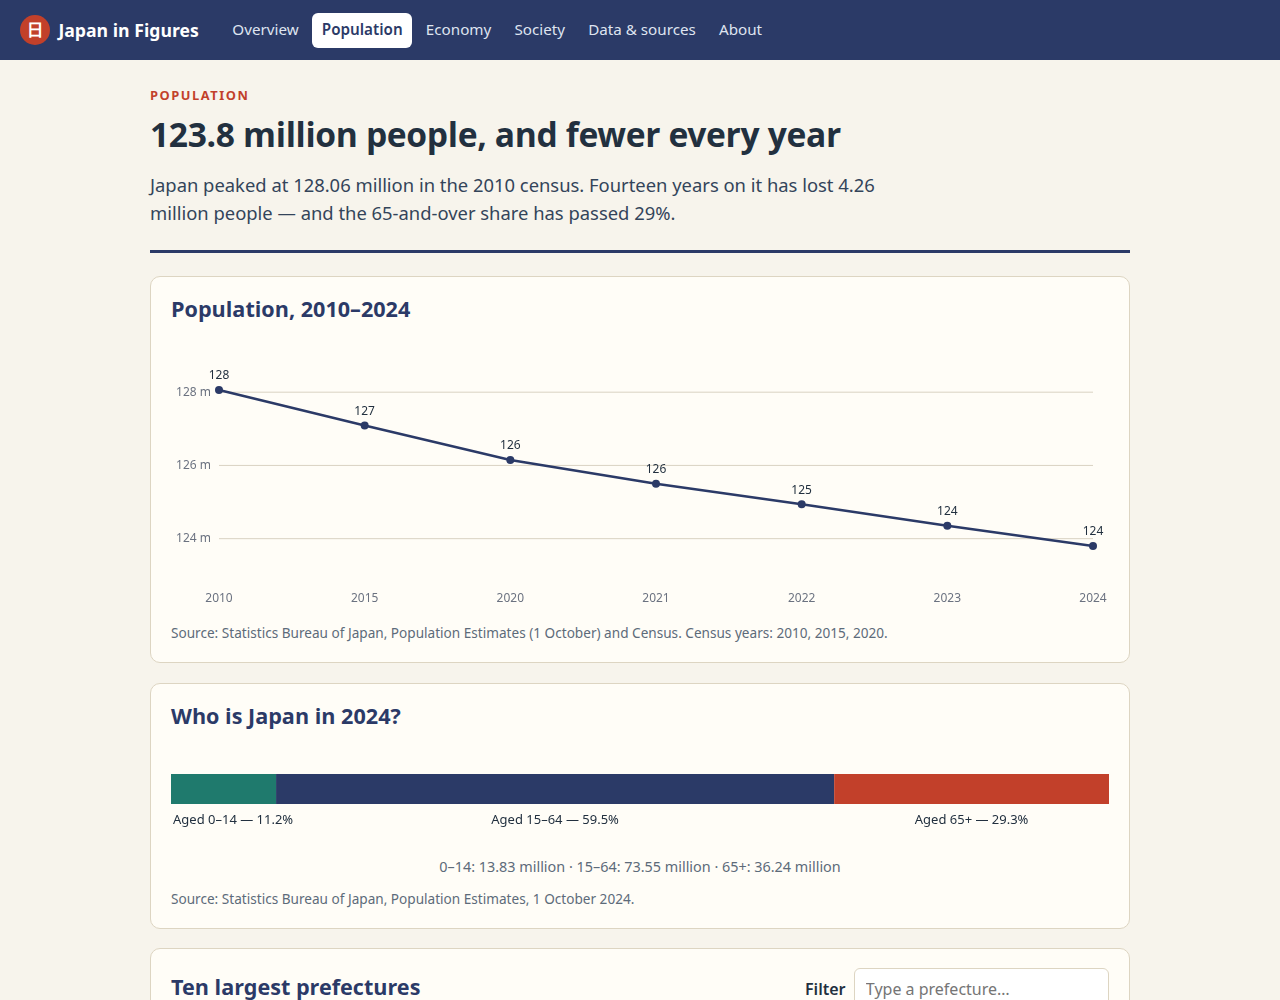 日 Japan in Figures Overview Population Economy Society Data & sources About
POPULATION
123.8 million people, and fewer every year
Japan peaked at 128.06 million in the 2010 census. Fourteen years on it has lost 4.26
million people — and the 65-and-over share has passed 29%.
Population, 2010–2024
128
128 m
127
126
126 m
126
125
124
124
124 m
2010 2015 2020 2021 2022 2023 2024
Source: Statistics Bureau of Japan, Population Estimates (1 October) and Census. Census years: 2010, 2015, 2020.
Who is Japan in 2024?
Aged 0–14 — 11.2% Aged 15–64 — 59.5% Aged 65+ — 29.3%
0–14: 13.83 million · 15–64: 73.55 million · 65+: 36.24 million
Source: Statistics Bureau of Japan, Population Estimates, 1 October 2024.
Ten largest prefectures Filter Type a prefecture...